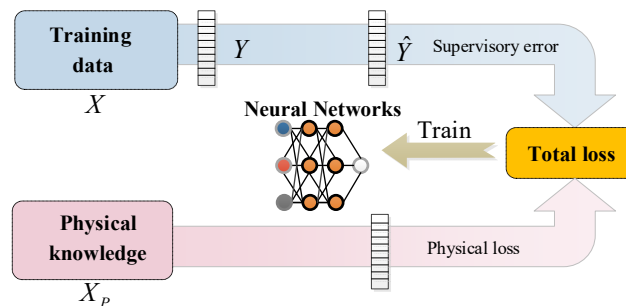 Training
data
X
Y
Ŷ
Supervisory error
Neural Networks
Train
Total loss
Physical
knowledge
X_P
Physical loss